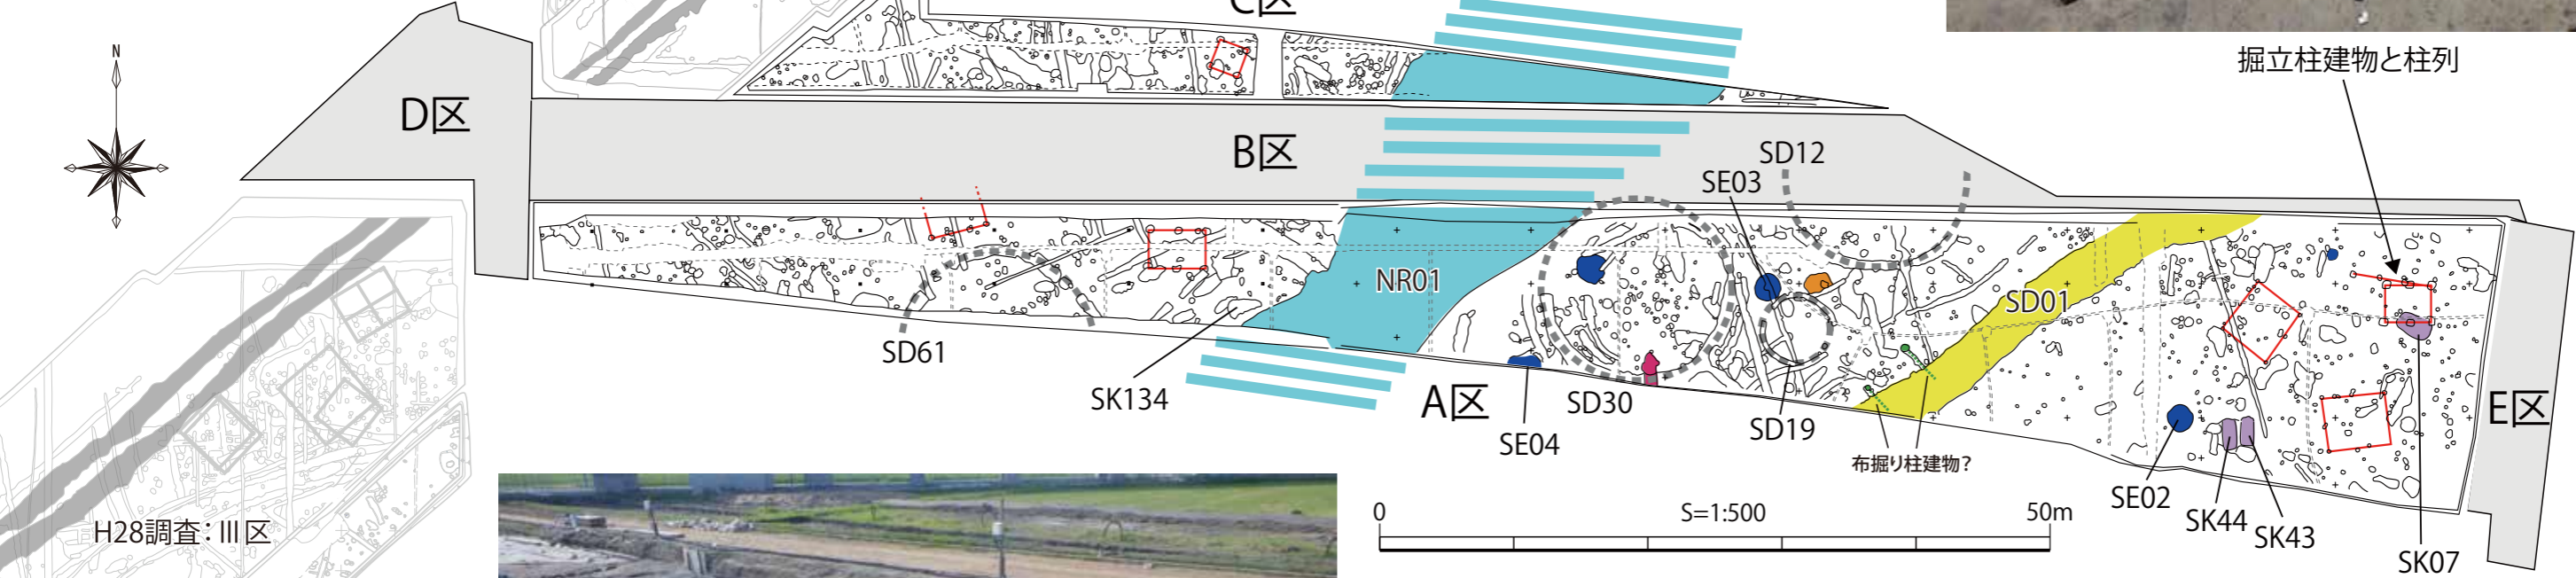 C区
掘立柱建物と柱列
N
D区
B区
SD12
SE03
NR01
SD01
SD61
SK134
A区
SD30
SE04
SD19
布掘り柱建物?
E区
SE02
SK44
SK43
SK07
H28調査：Ⅲ区
0
S=1:500
50m